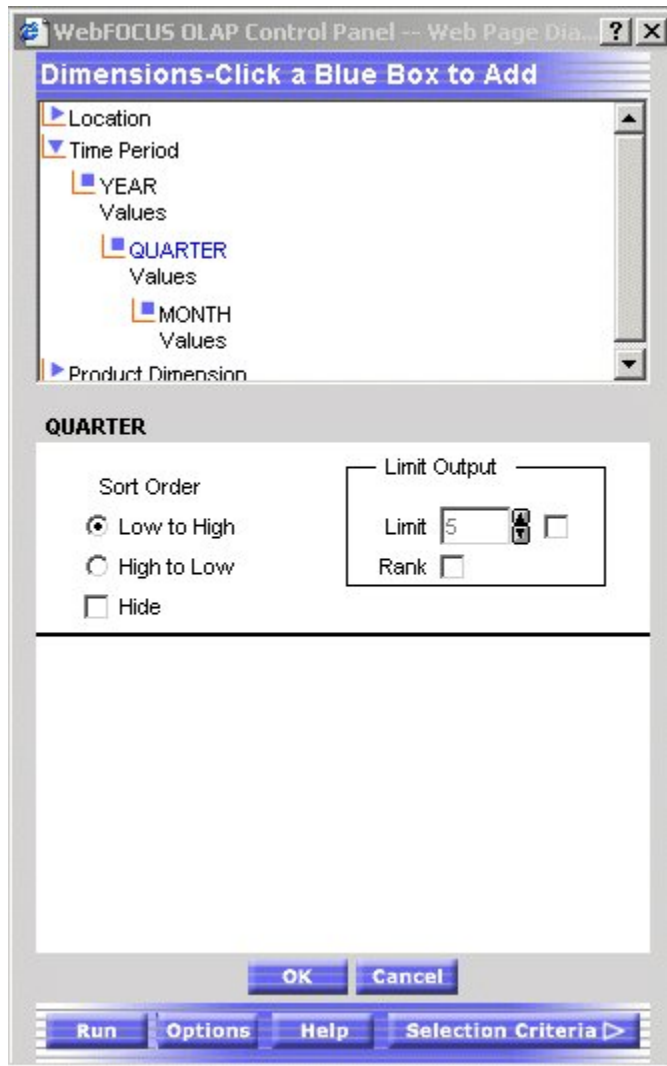 WebFOCUS OLAP Control Panel -- Web Page Dia... ? X
Dimensions-Click a Blue Box to Add
Location
Time Period
YEAR
Values
QUARTER
Values
MONTH
Values
Product Dimension
QUARTER
Sort Order
Limit Output
Low to High
Limit 5
High to Low
Rank
Hide
OK Cancel
Run Options Help Selection Criteria